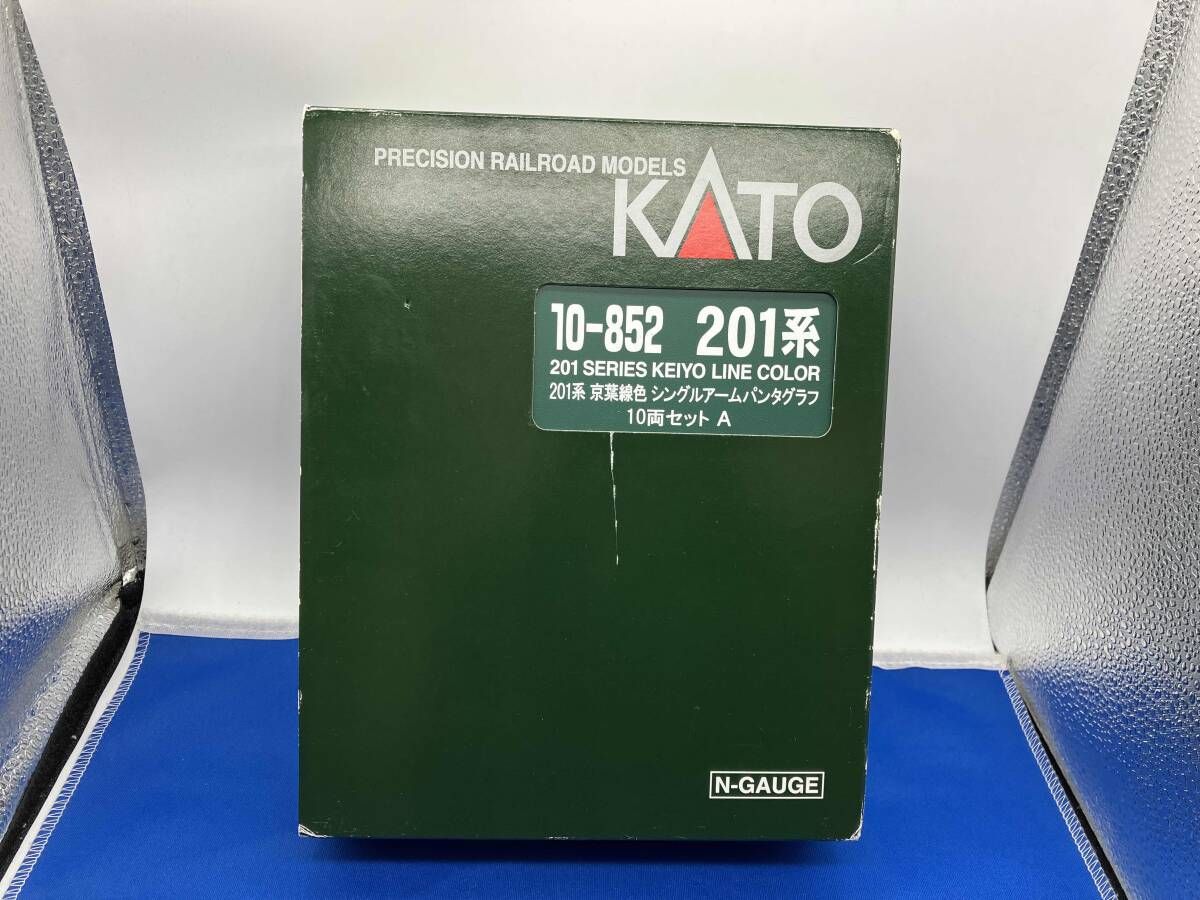 PRECISION RAILROAD MODELS
KATO
10-852 201系
201 SERIES KEIYO LINE COLOR
201系 京葉線色 シングルアームパンタグラフ
10両セット A
N-GAUGE